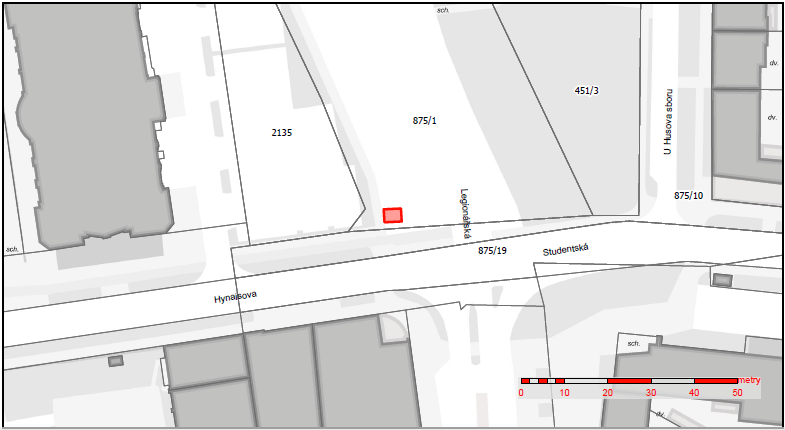 sch.
dv.
451/3
dv.
875/1
2135
U Husova sboru
875/10
Legionářská
sch.
875/19
Studentská
Hynaisova
sch.
metry
0 10 20 30 40 50
dv.